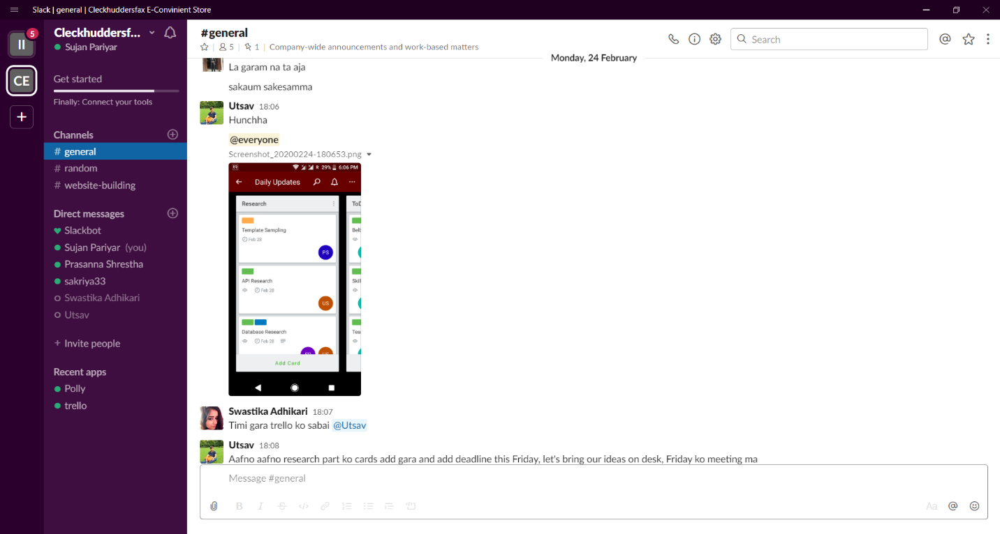 Slack | general | Cleckhuddersfax E-Convinient Store
5
II
CE
+
Cleckhuddersf...
Sujan Pariyar
Get started
Finally: Connect your tools
Channels
# general
# random
# website-building
Direct messages
Slackbot
Sujan Pariyar (you)
Prasanna Shrestha
sakriya33
Swastika Adhikari
Utsav
+ Invite people
Recent apps
Polly
trello
#general
5 | 1 | Company-wide announcements and work-based matters
Search
Monday, 24 February
La garam na ta aja
sakaum sakesamma
Utsav 18:06
Hunchha
@everyone
Screenshot_20200224-180653.png
R 29% 6:06 PM
Daily Updates
Research
Template Sampling
Feb 28
PS
API Research
Feb 28
US
Database Research
Feb 28
Add Card
ToD
Skil
Tea
Swastika Adhikari 18:07
Timi gara trello ko sabai @Utsav
Utsav 18:08
Aafno aafno research part ko cards add gara and add deadline this Friday, let's bring our ideas on desk, Friday ko meeting ma
Message #general
B I S </> Aa @